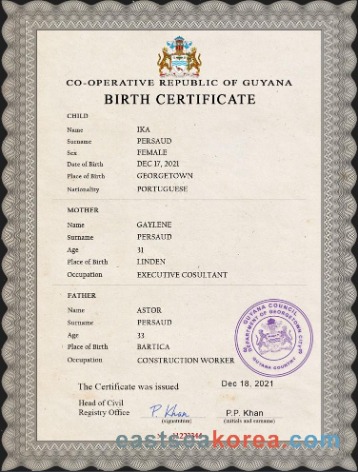 CO-OPERATIVE REPUBLIC OF GUYANA
BIRTH CERTIFICATE
CHILD
Name IKA
Surname PERSAUD
Sex FEMALE
Date of Birth DEC 17, 2021
Place of Birth GEORGETOWN
Nationality PORTUGUESE
MOTHER
Name GAYLENE
Surname PERSAUD
Age 31
Place of Birth LINDEN
Occupation EXECUTIVE COSULTANT
FATHER
Name ASTOR
Surname PERSAUD
Age 33
Place of Birth BARTICA
Occupation CONSTRUCTION WORKER
GUYANA COUNCIL
DEPARTMENT OF GEORGETOWN CITY
GUYANA COUNTRY
The Certificate was issued Dec 18, 2021
Head of Civil
Registry Office P. Khan P.P. Khan
(signature) (initials and surname)
eastseakorea.com